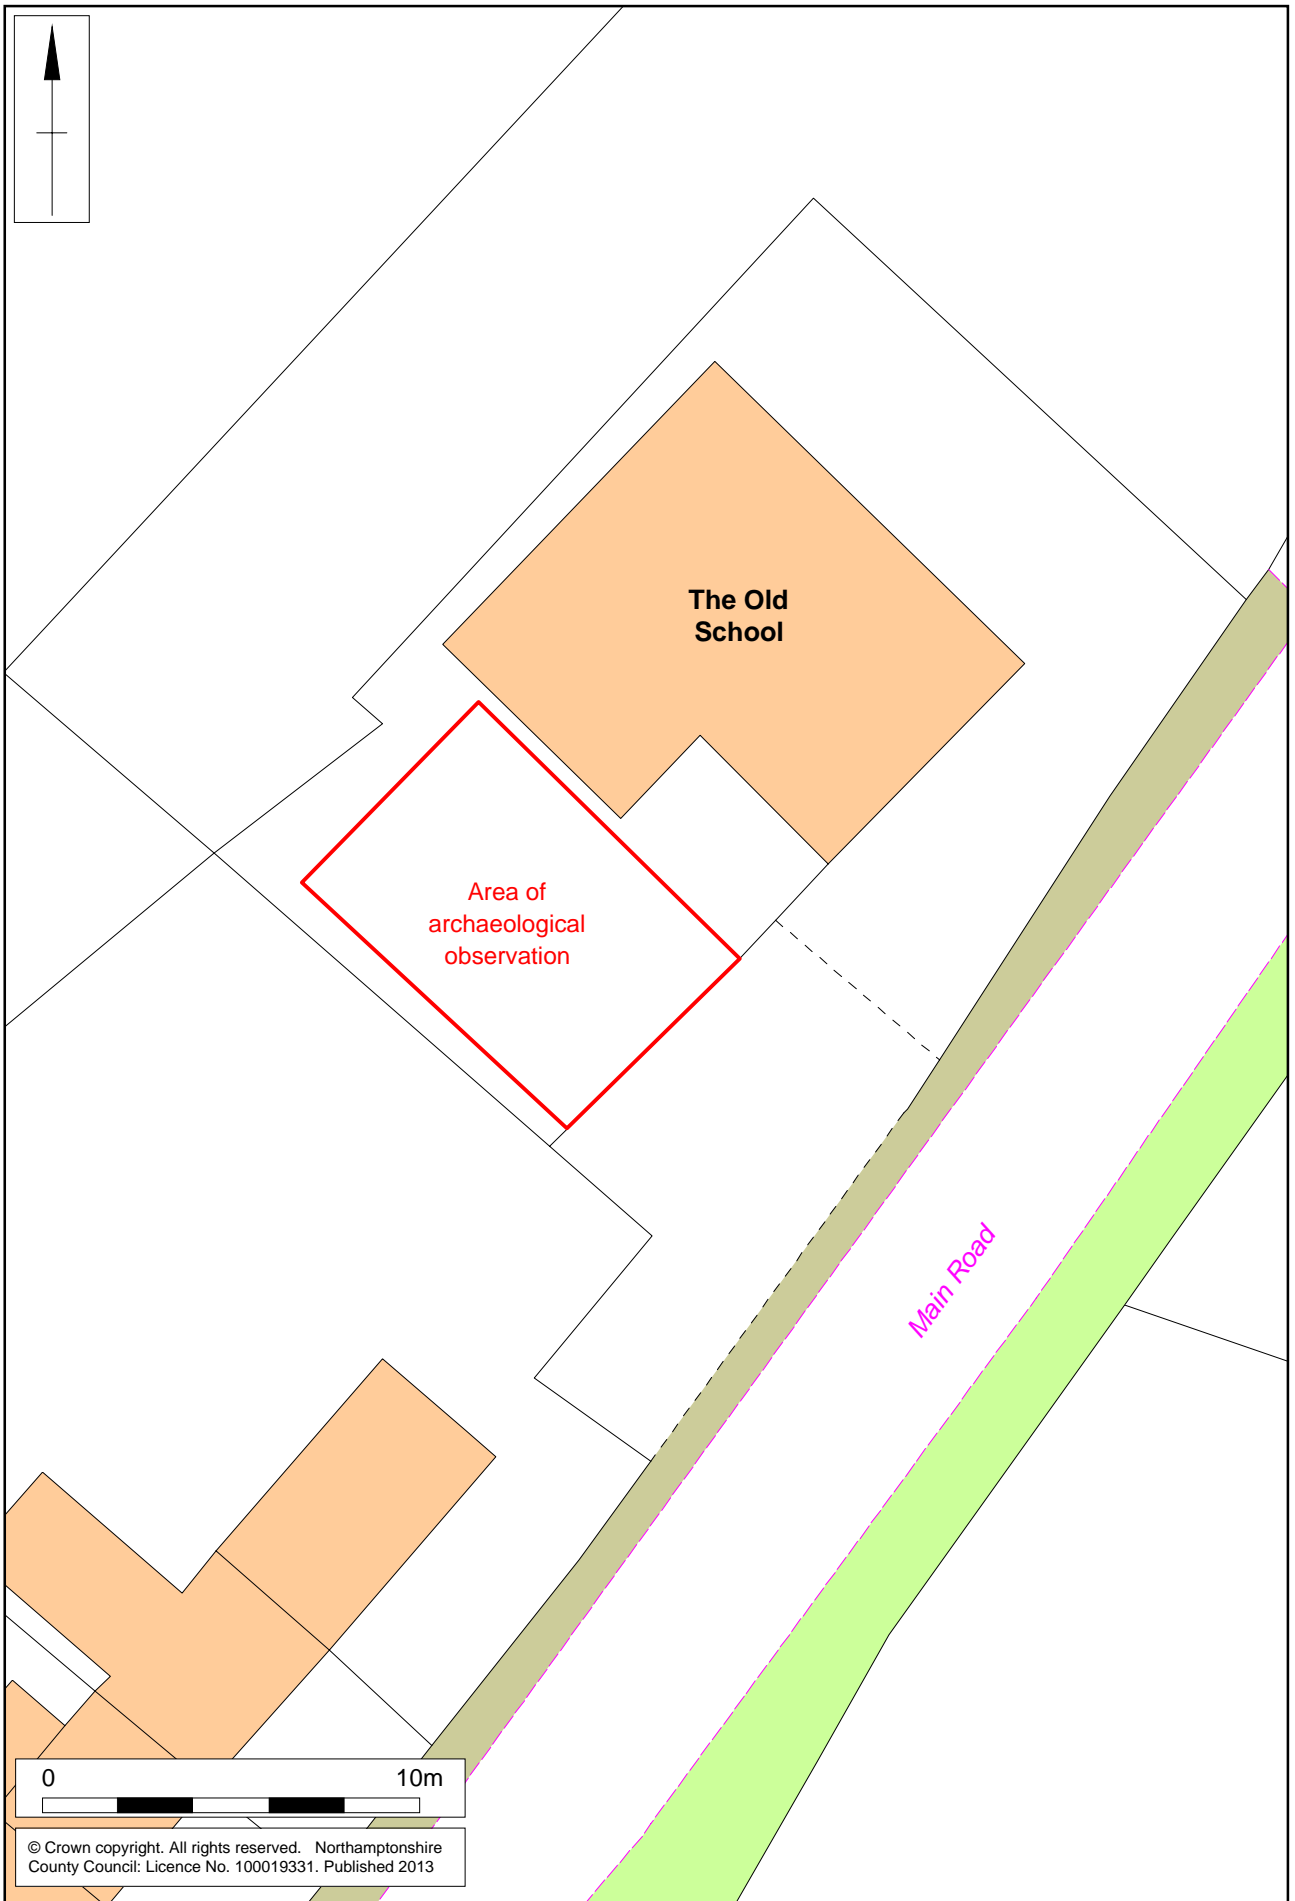 The Old
School
Area of
archaeological
observation
Main Road
0 10m
© Crown copyright. All rights reserved. Northamptonshire
County Council: Licence No. 100019331. Published 2013